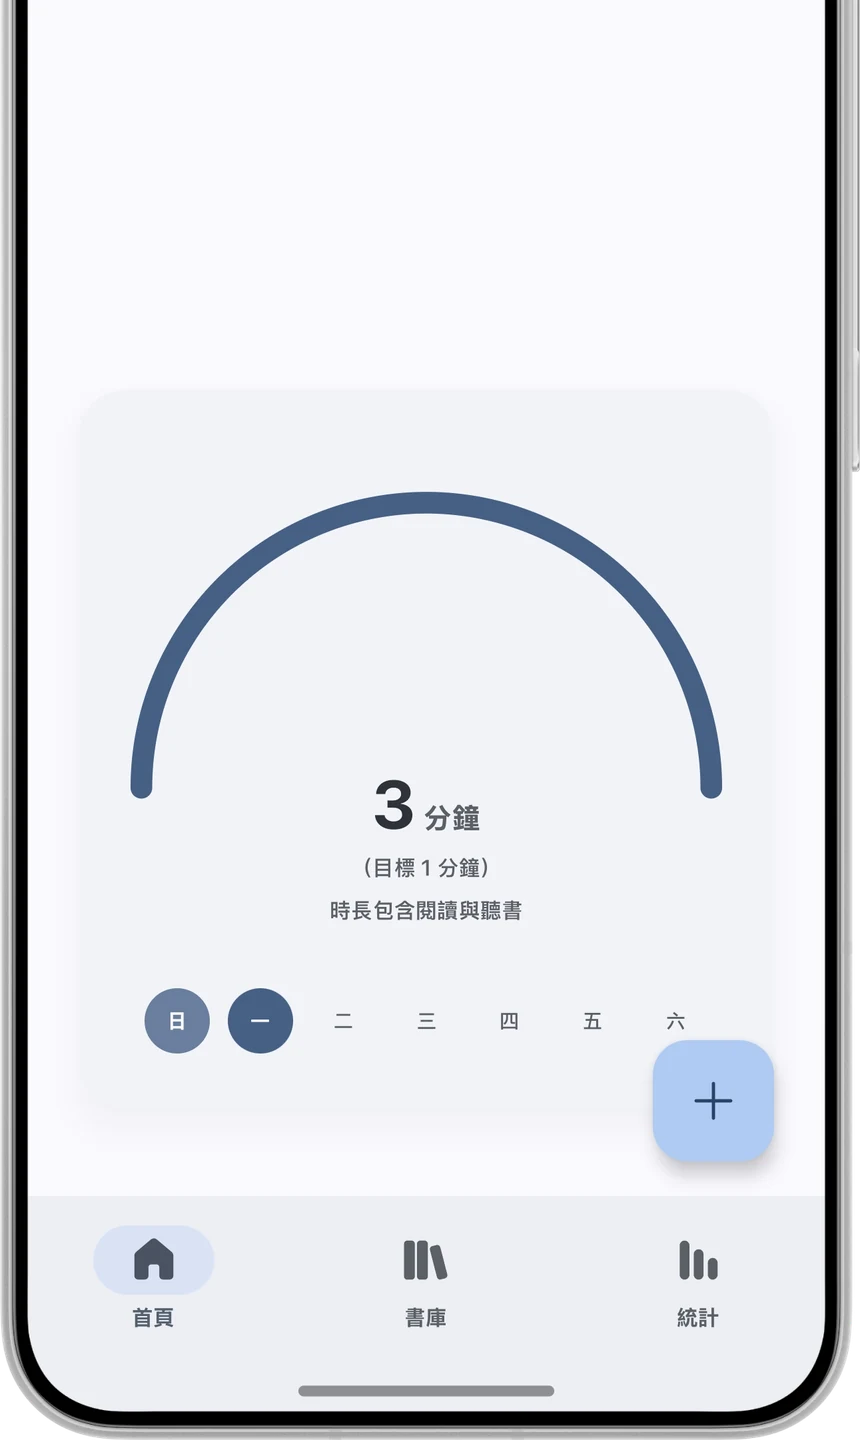 3 分鐘
(目標 1 分鐘)
時長包含閱讀與聽書
日 一 二 三 四 五 六
首頁 書庫 統計